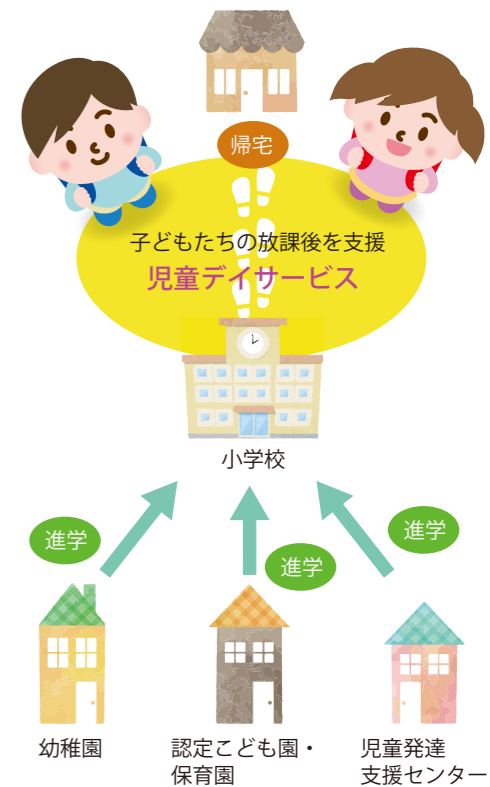 帰宅
子どもたちの放課後を支援
児童デイサービス
小学校
進学
進学
進学
幼稚園
認定こども園・
保育園
児童発達
支援センター